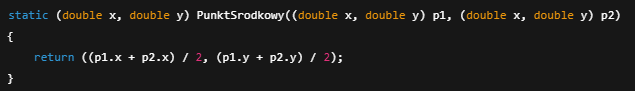 static (double x, double y) PunktSrodkowy((double x, double y) p1, (double x, double y) p2)
{
    return ((p1.x + p2.x) / 2, (p1.y + p2.y) / 2);
}